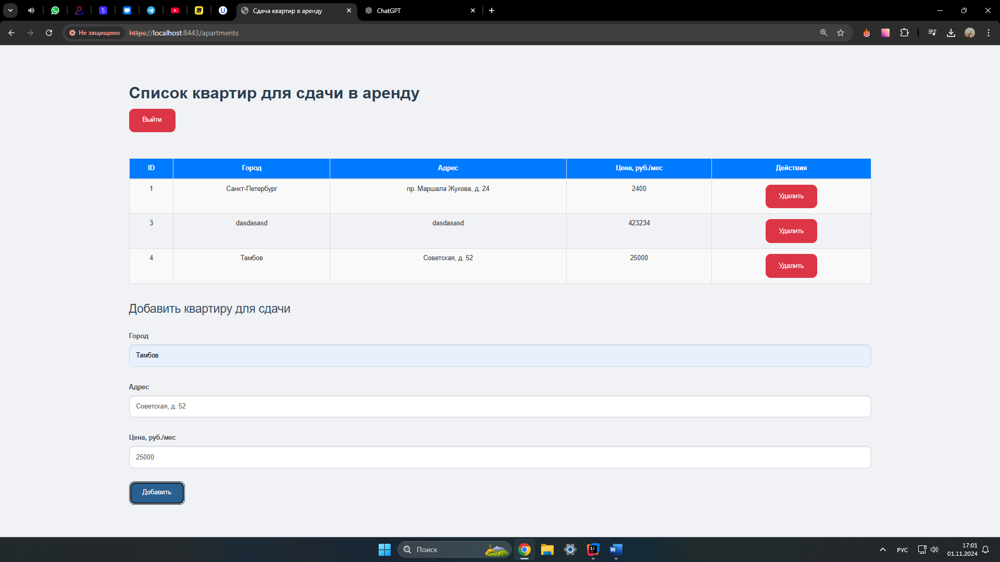 Сдача квартир в аренду
ChatGPT
Не защищено https://localhost:8443/apartments
Список квартир для сдачи в аренду
Выйти
ID Город Адрес Цена, руб./мес Действия
1 Санкт-Петербург пр. Маршала Жукова, д. 24 2400 Удалить
3 dasdasasd dasdasasd 423234 Удалить
4 Тамбов Советская, д. 52 25000 Удалить
Добавить квартиру для сдачи
Город
Тамбов
Адрес
Советская, д. 52
Цена, руб./мес
25000
Добавить
Поиск
РУС
17:01
01.11.2024